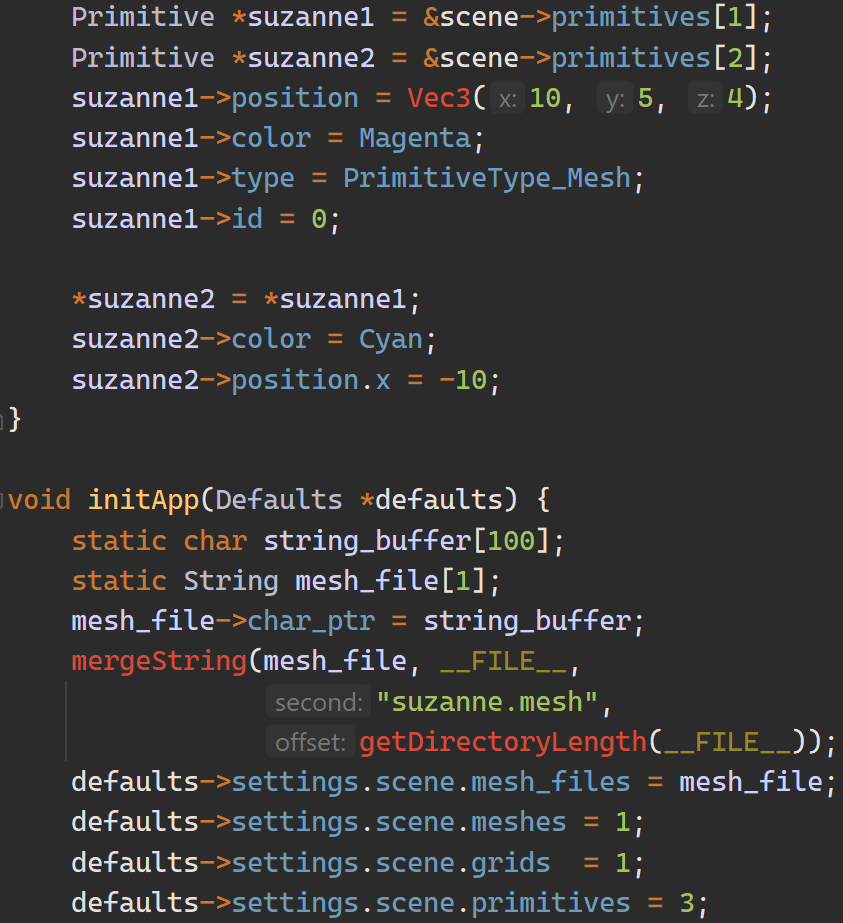 Primitive *suzanne1 = &scene->primitives[1];
Primitive *suzanne2 = &scene->primitives[2];
suzanne1->position = Vec3( x: 10, y: 5, z: 4);
suzanne1->color = Magenta;
suzanne1->type = PrimitiveType_Mesh;
suzanne1->id = 0;
*suzanne2 = *suzanne1;
suzanne2->color = Cyan;
suzanne2->position.x = -10;
}
void initApp(Defaults *defaults) {
static char string_buffer[100];
static String mesh_file[1];
mesh_file->char_ptr = string_buffer;
mergeString(mesh_file, __FILE__,
second: "suzanne.mesh",
offset: getDirectoryLength(__FILE__));
defaults->settings.scene.mesh_files = mesh_file;
defaults->settings.scene.meshes = 1;
defaults->settings.scene.grids  = 1;
defaults->settings.scene.primitives = 3;